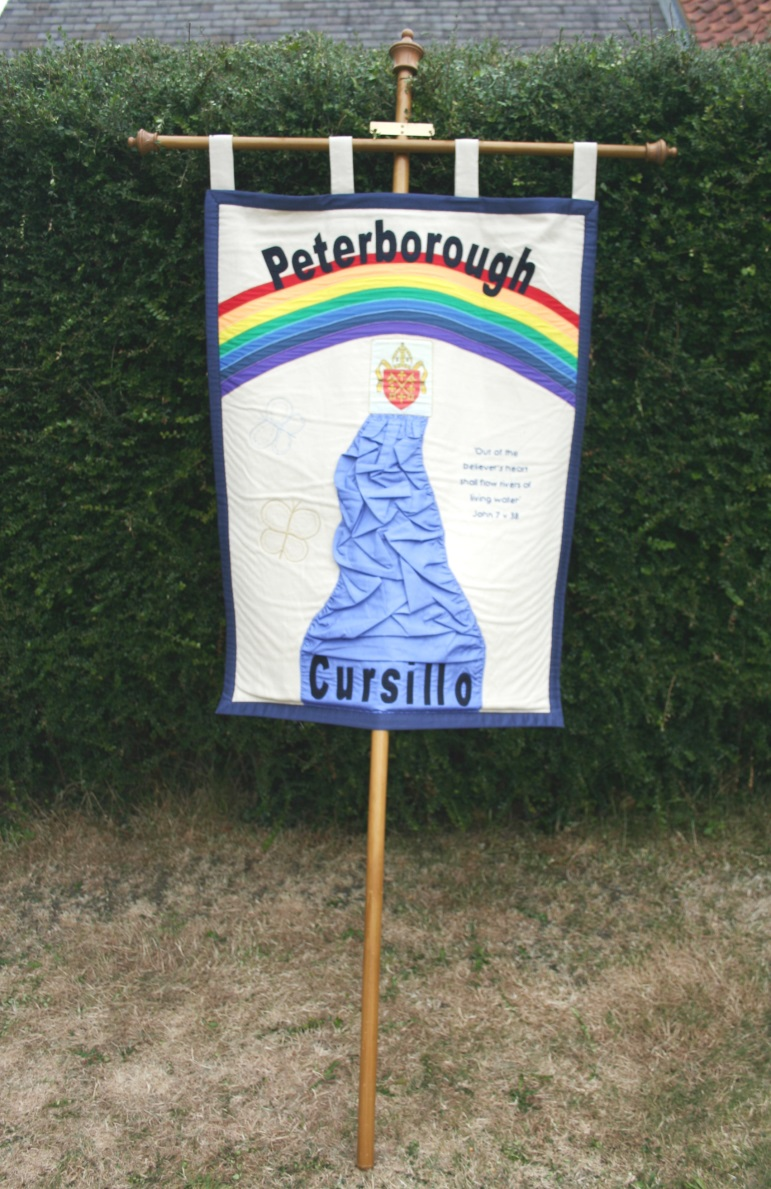 Peterborough
'Out of the
believer's heart
shall flow rivers of
living water'
John 7 v 38
Cursillo